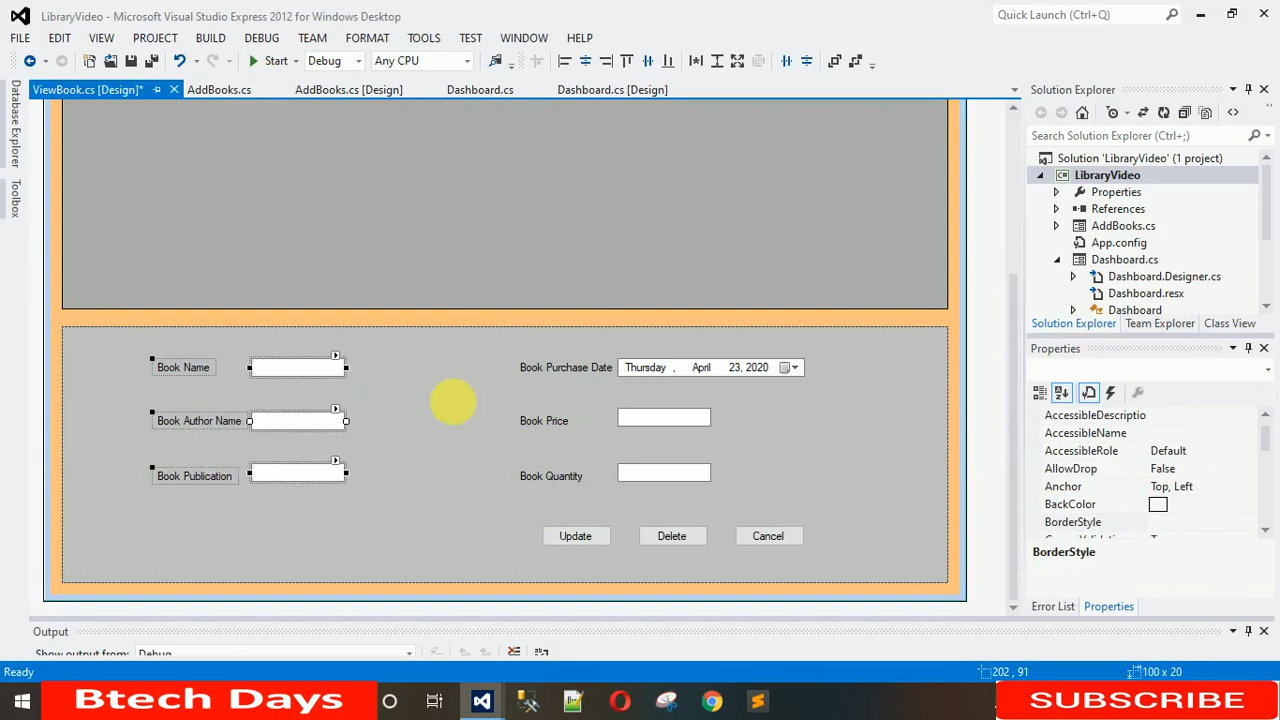 LibraryVideo - Microsoft Visual Studio Express 2012 for Windows Desktop
Quick Launch (Ctrl+Q)
FILE EDIT VIEW PROJECT BUILD DEBUG TEAM FORMAT TOOLS TEST WINDOW HELP
Start Debug Any CPU
ViewBook.cs [Design]* AddBooks.cs AddBooks.cs [Design] Dashboard.cs Dashboard.cs [Design]
Database Explorer
Toolbox
Book Name
Book Purchase Date Thursday , April 23, 2020
Book Author Name
Book Price
Book Publication
Book Quantity
Update Delete Cancel
Solution Explorer
Search Solution Explorer (Ctrl+;)
Solution 'LibraryVideo' (1 project)
LibraryVideo
Properties
References
AddBooks.cs
App.config
Dashboard.cs
Dashboard.Designer.cs
Dashboard.resx
Dashboard
Solution Explorer Team Explorer Class View
Properties
AccessibleDescriptio
AccessibleName
AccessibleRole Default
AllowDrop False
Anchor Top, Left
BackColor
BorderStyle
BorderStyle
Error List Properties
Output
Show output from: Debug
Ready 202 , 91 100 x 20
Btech Days
SUBSCRIBE